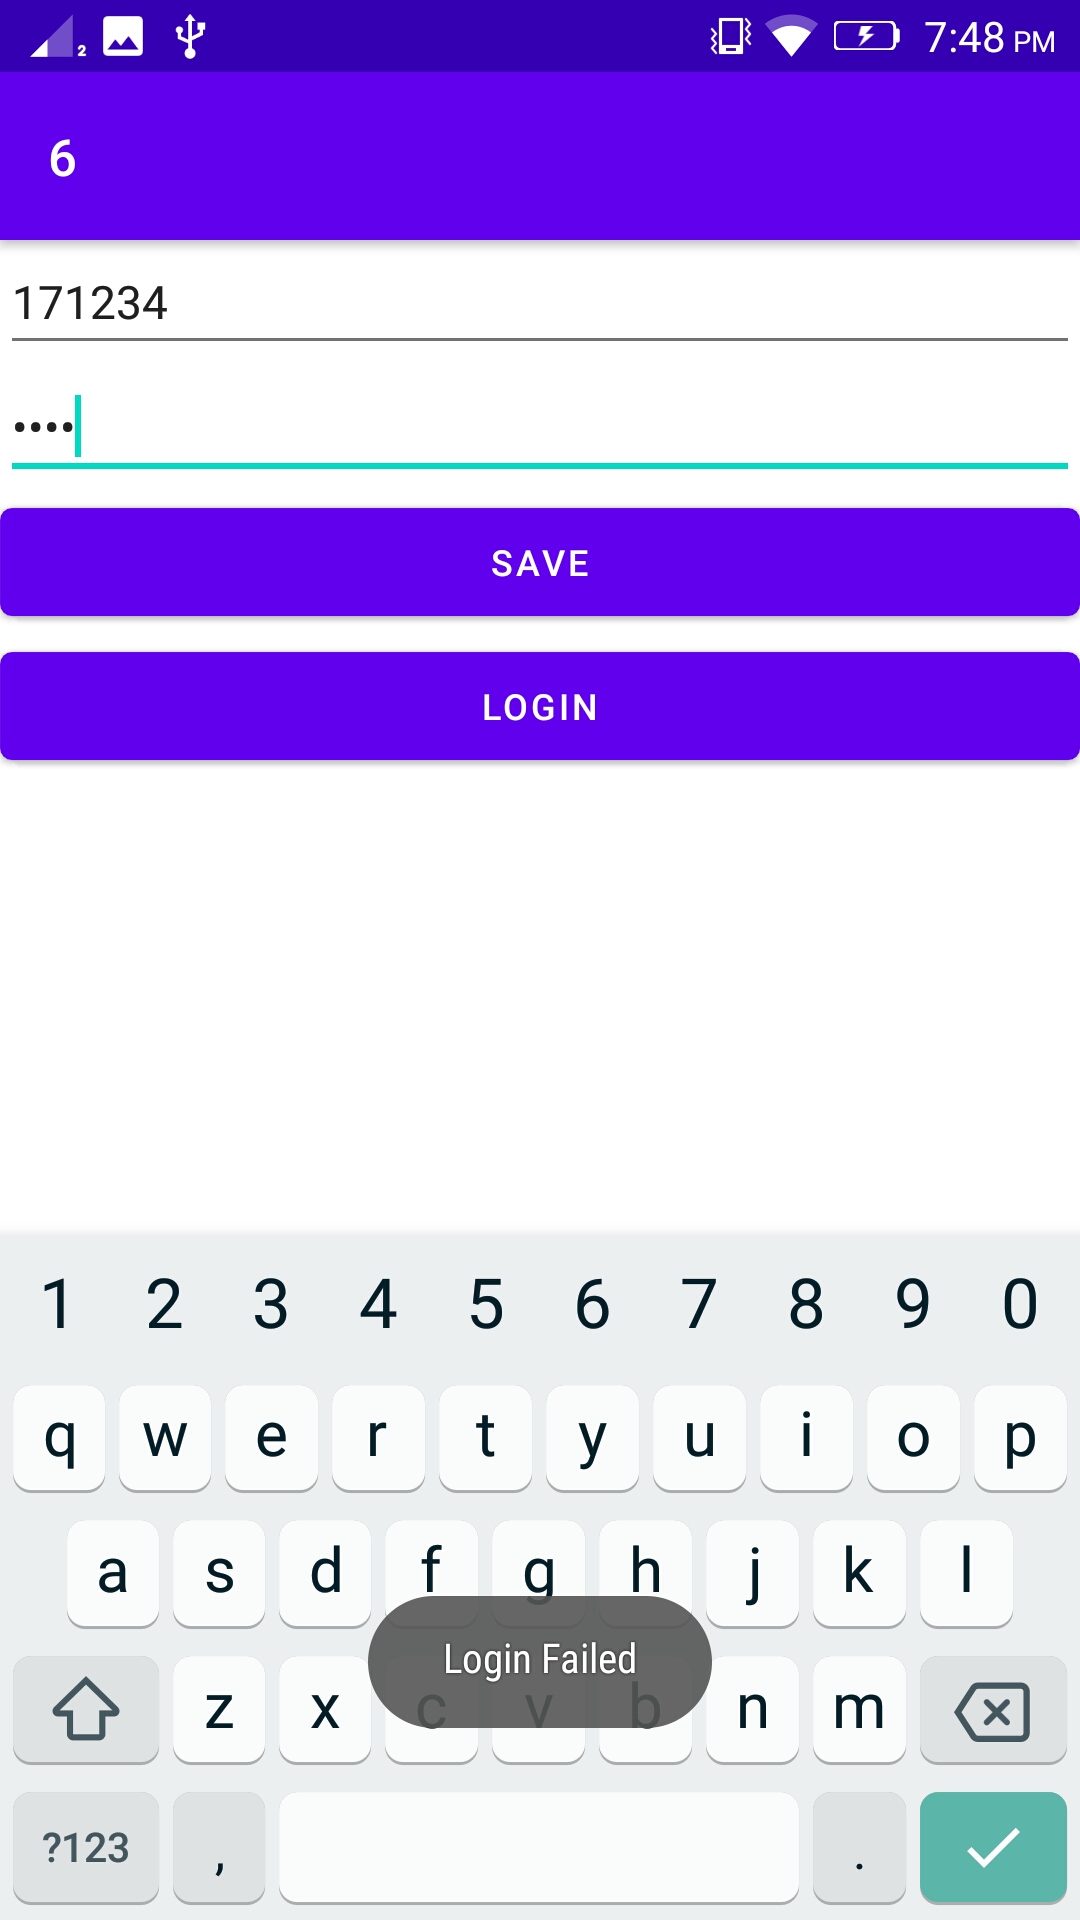 2 7:48 PM
6
171234
••••
SAVE
LOGIN
1 2 3 4 5 6 7 8 9 0
q w e r t y u i o p
a s d f g h j k l
Login Failed
z x c v b n m
?123 , .